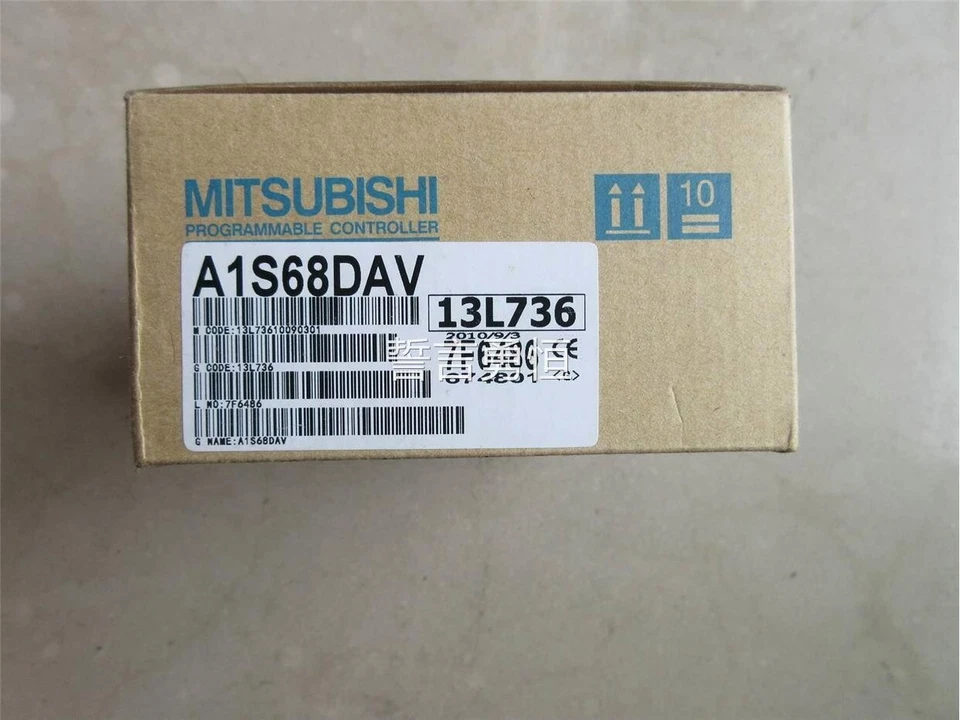 MITSUBISHI
PROGRAMMABLE CONTROLLER
10
A1S68DAV
13L736
M CODE:13L73610090301
2010/9/3
G CODE:13L736
L NO:7F6486
G NAME:A1S68DAV